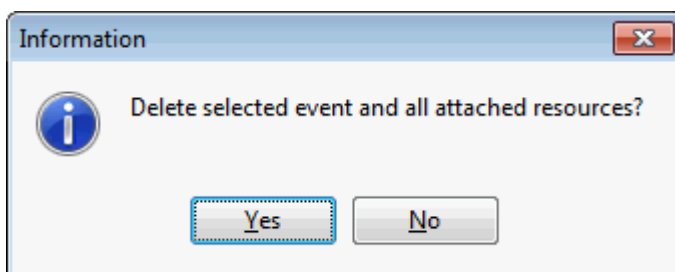 Information
Delete selected event and all attached resources?
Yes
No